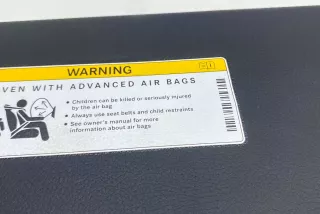 WARNING
EVEN WITH ADVANCED AIR BAGS
• Children can be killed or seriously injured
by the air bag
• Always use seat belts and child restraints
• See owner's manual for more
information about air bags